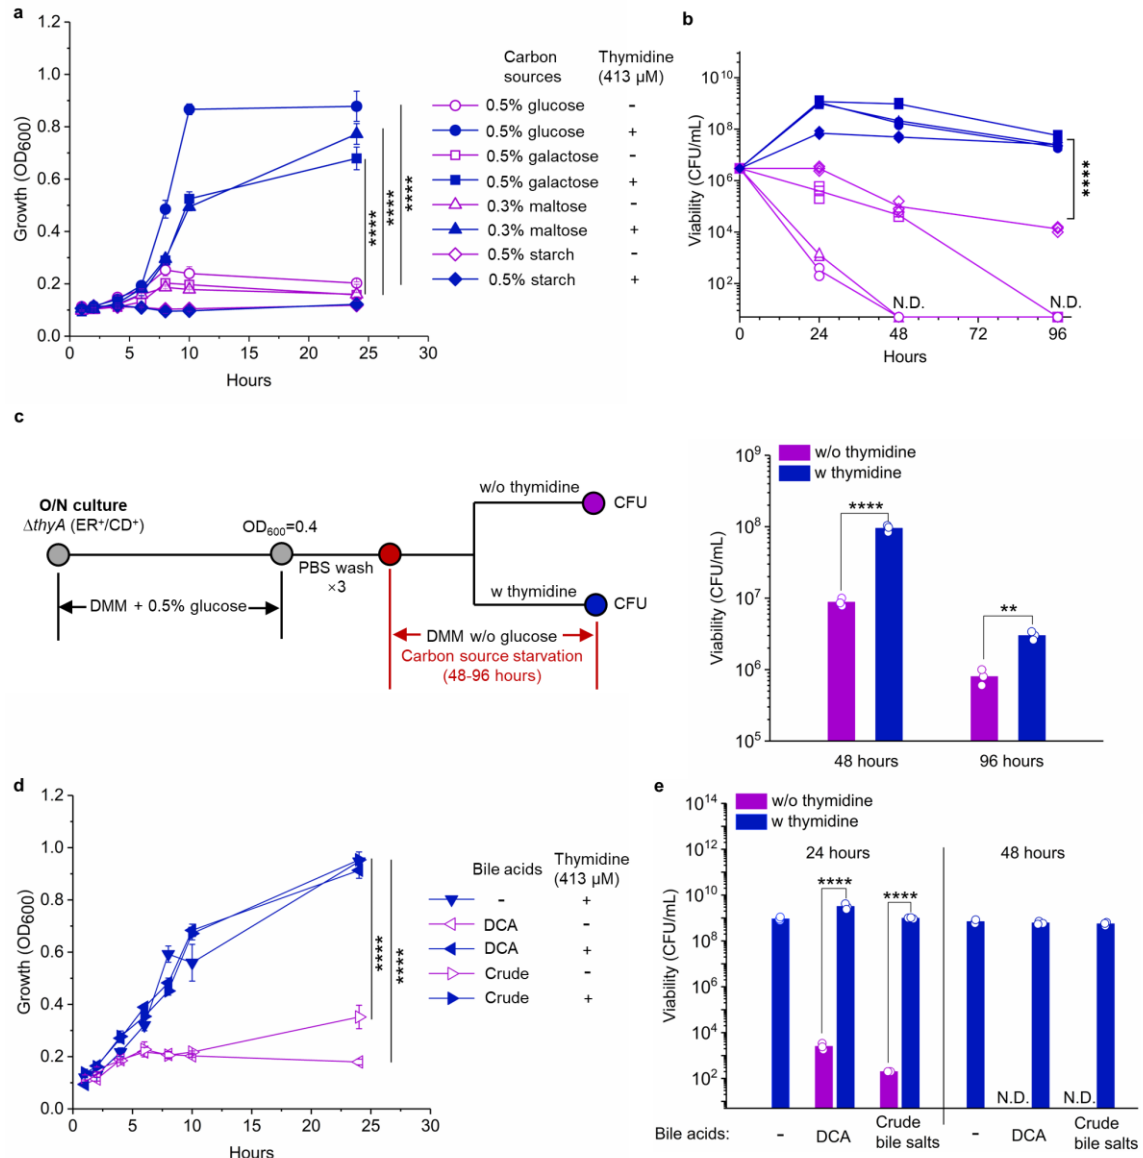 a
1.2
1.0
0.8
0.6
0.4
0.2
0.0
Growth (OD600)
0 5 10 15 20 25 30
Hours
****
****
****
Carbon sources
Thymidine (413 µM)
0.5% glucose -
0.5% glucose +
0.5% galactose -
0.5% galactose +
0.3% maltose -
0.3% maltose +
0.5% starch -
0.5% starch +
b
10^10
10^8
10^6
10^4
10^2
Viability (CFU/mL)
N.D.
N.D.
****
0 24 48 72 96
Hours
c
O/N culture
ΔthyA (ER+/CD+)
OD600=0.4
PBS wash
×3
DMM + 0.5% glucose
w/o thymidine
CFU
w thymidine
CFU
DMM w/o glucose
Carbon source starvation
(48-96 hours)
10^9
10^8
10^7
10^6
10^5
Viability (CFU/mL)
w/o thymidine
w thymidine
****
**
48 hours 96 hours
d
1.2
1.0
0.8
0.6
0.4
0.2
0.0
Growth (OD600)
0 5 10 15 20 25 30
Hours
****
****
Bile acids
Thymidine (413 µM)
- +
DCA -
DCA +
Crude -
Crude +
e
10^14
10^12
10^10
10^8
10^6
10^4
10^2
Viability (CFU/mL)
w/o thymidine
w thymidine
24 hours 48 hours
****
****
N.D. N.D.
Bile acids: - DCA Crude bile salts - DCA Crude bile salts